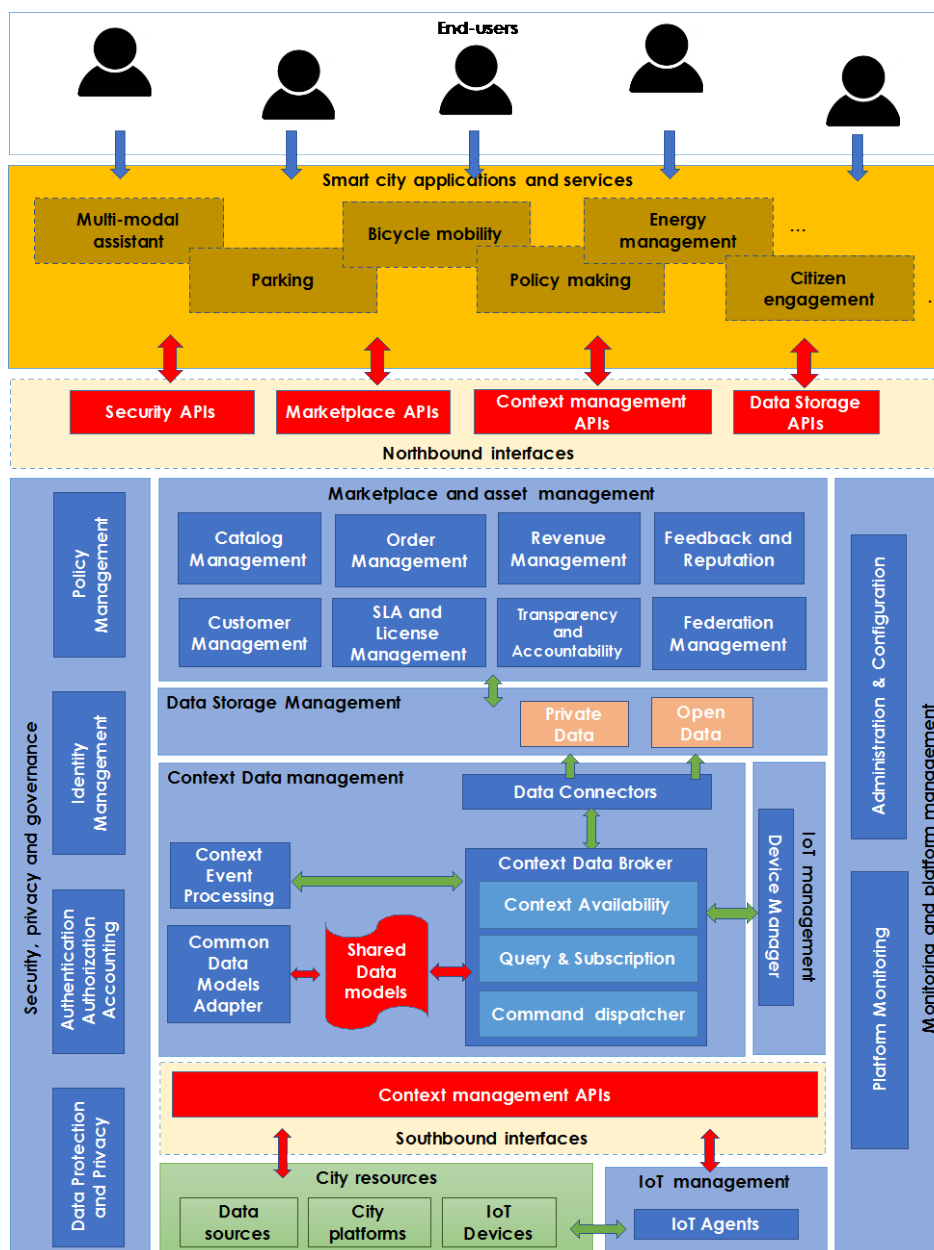 End-users
Smart city applications and services
Multi-modal
assistant
Bicycle mobility
Energy
management
...
Parking
Policy making
Citizen
engagement
..
Security APIs
Marketplace APIs
Context management
APIs
Data Storage
APIs
Northbound interfaces
Security, privacy and governance
Policy
Management
Identity
Management
Authentication
Authorization
Accounting
Data Protection
and Privacy
Marketplace and asset management
Catalog
Management
Order
Management
Revenue
Management
Feedback and
Reputation
Customer
Management
SLA and
License
Management
Transparency
and
Accountability
Federation
Management
Data Storage Management
Private
Data
Open
Data
Context Data management
Data Connectors
Context
Event
Processing
Common
Data
Models
Adapter
Shared
Data
models
Context Data Broker
Context Availability
Query & Subscription
Command dispatcher
Device Manager
IoT management
Administration & Configuration
Platform Monitoring
Monitoring and platform management
Context management APIs
Southbound interfaces
City resources
Data
sources
City
platforms
IoT
Devices
IoT management
IoT Agents